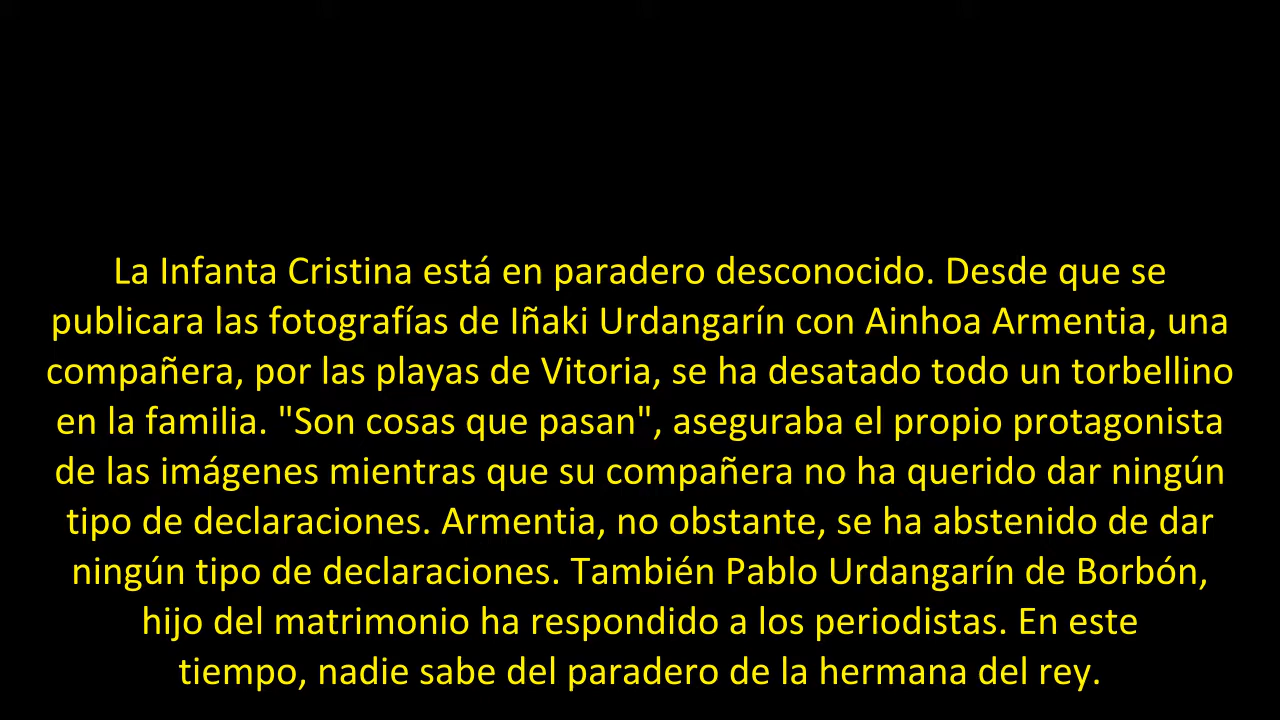 La Infanta Cristina está en paradero desconocido. Desde que se
publicara las fotografías de Iñaki Urdangarín con Ainhoa Armentia, una
compañera, por las playas de Vitoria, se ha desatado todo un torbellino
en la familia. "Son cosas que pasan", aseguraba el propio protagonista
de las imágenes mientras que su compañera no ha querido dar ningún
tipo de declaraciones. Armentia, no obstante, se ha abstenido de dar
ningún tipo de declaraciones. También Pablo Urdangarín de Borbón,
hijo del matrimonio ha respondido a los periodistas. En este
tiempo, nadie sabe del paradero de la hermana del rey.